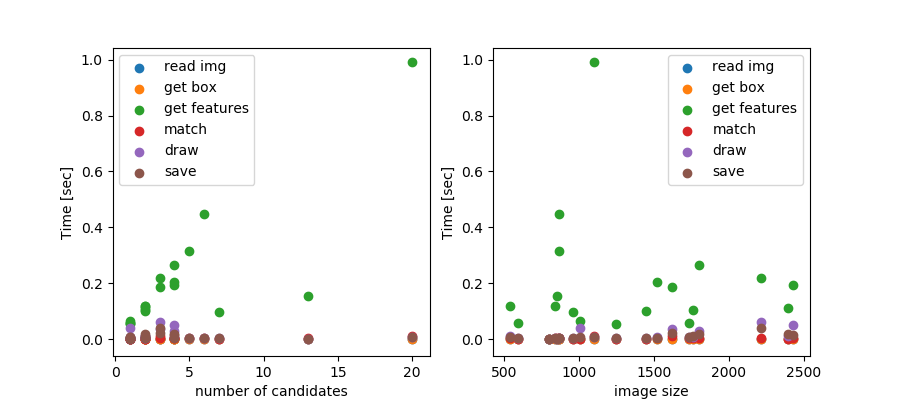 1.0
0.8
0.6
0.4
0.2
0.0
Time [sec]
read img
get box
get features
match
draw
save
0 5 10 15 20
number of candidates
1.0
0.8
0.6
0.4
0.2
0.0
Time [sec]
read img
get box
get features
match
draw
save
500 1000 1500 2000 2500
image size